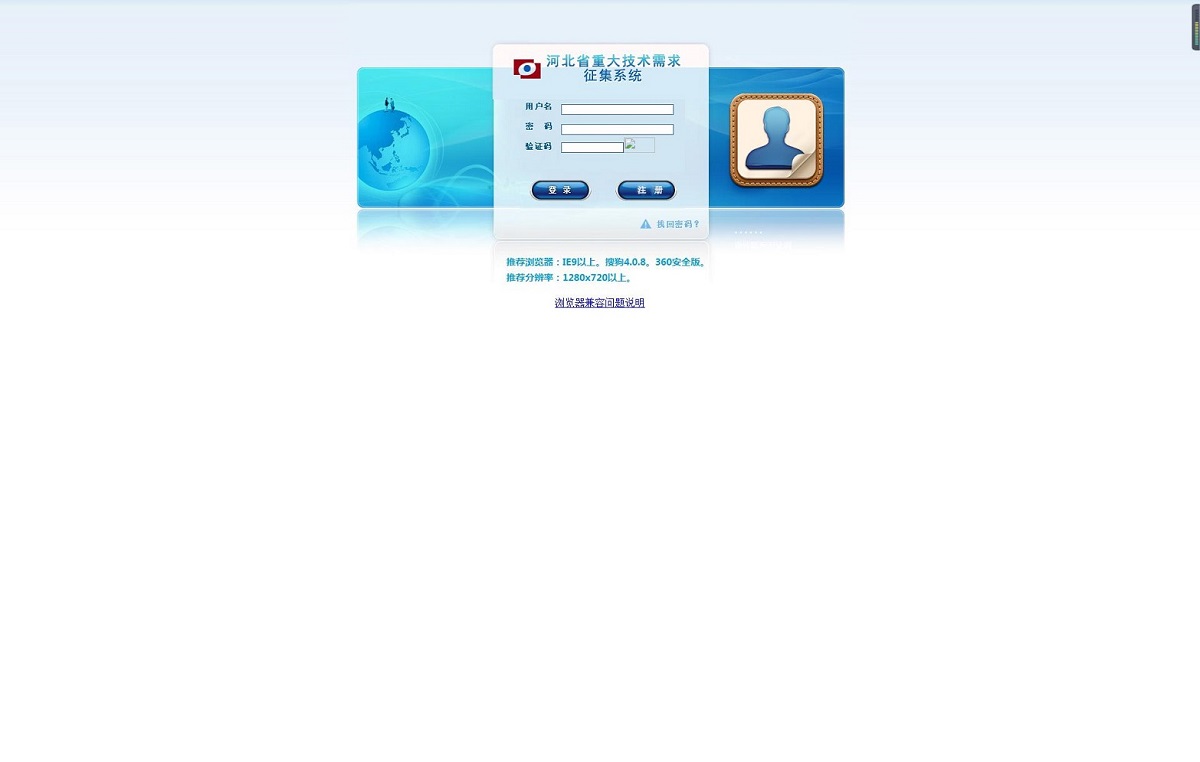 河北省重大技术需求
征集系统
用户名
密 码
验证码
登 录
注 册
找回密码？
推荐浏览器：IE9以上。搜狗4.0.8。360安全版。
推荐分辨率：1280x720以上。
浏览器兼容问题说明